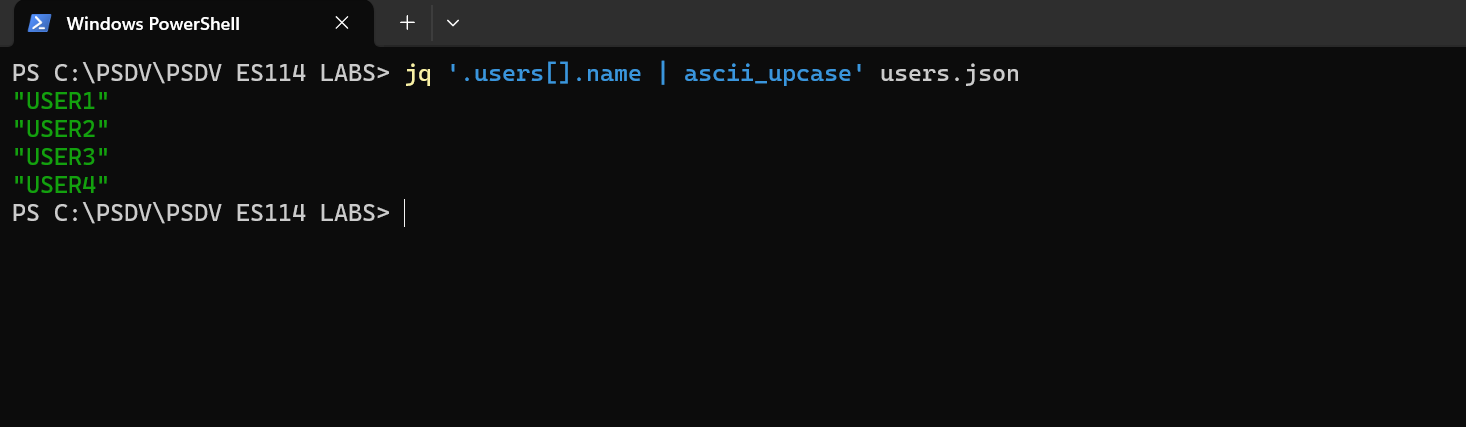 Windows PowerShell
PS C:\PSDV\PSDV ES114 LABS> jq '.users[].name | ascii_upcase' users.json
"USER1"
"USER2"
"USER3"
"USER4"
PS C:\PSDV\PSDV ES114 LABS>